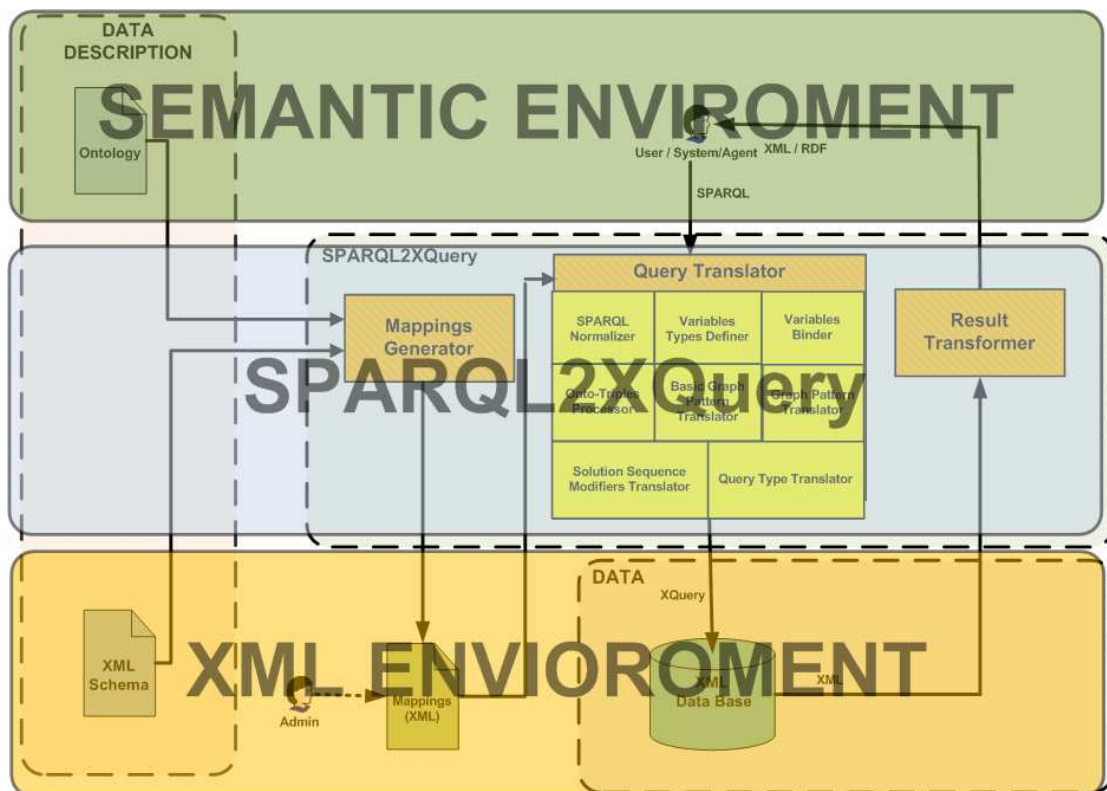 DATA
DESCRIPTION
SEMANTIC ENVIROMENT
Ontology
User / System/Agent
XML / RDF
SPARQL
SPARQL2XQuery
Query Translator
Mappings
Generator
SPARQL
Normalizer
Variables
Types Definer
Variables
Binder
Result
Transformer
SPARQL2XQuery
Onto-Triples
Processor
Basic Graph
Pattern
Translator
Graph Pattern
Translator
Solution Sequence
Modifiers Translator
Query Type Translator
DATA
XQuery
XML ENVIOROMENT
XML
Schema
Admin
Mappings
(XML)
XML
Data Base
XML